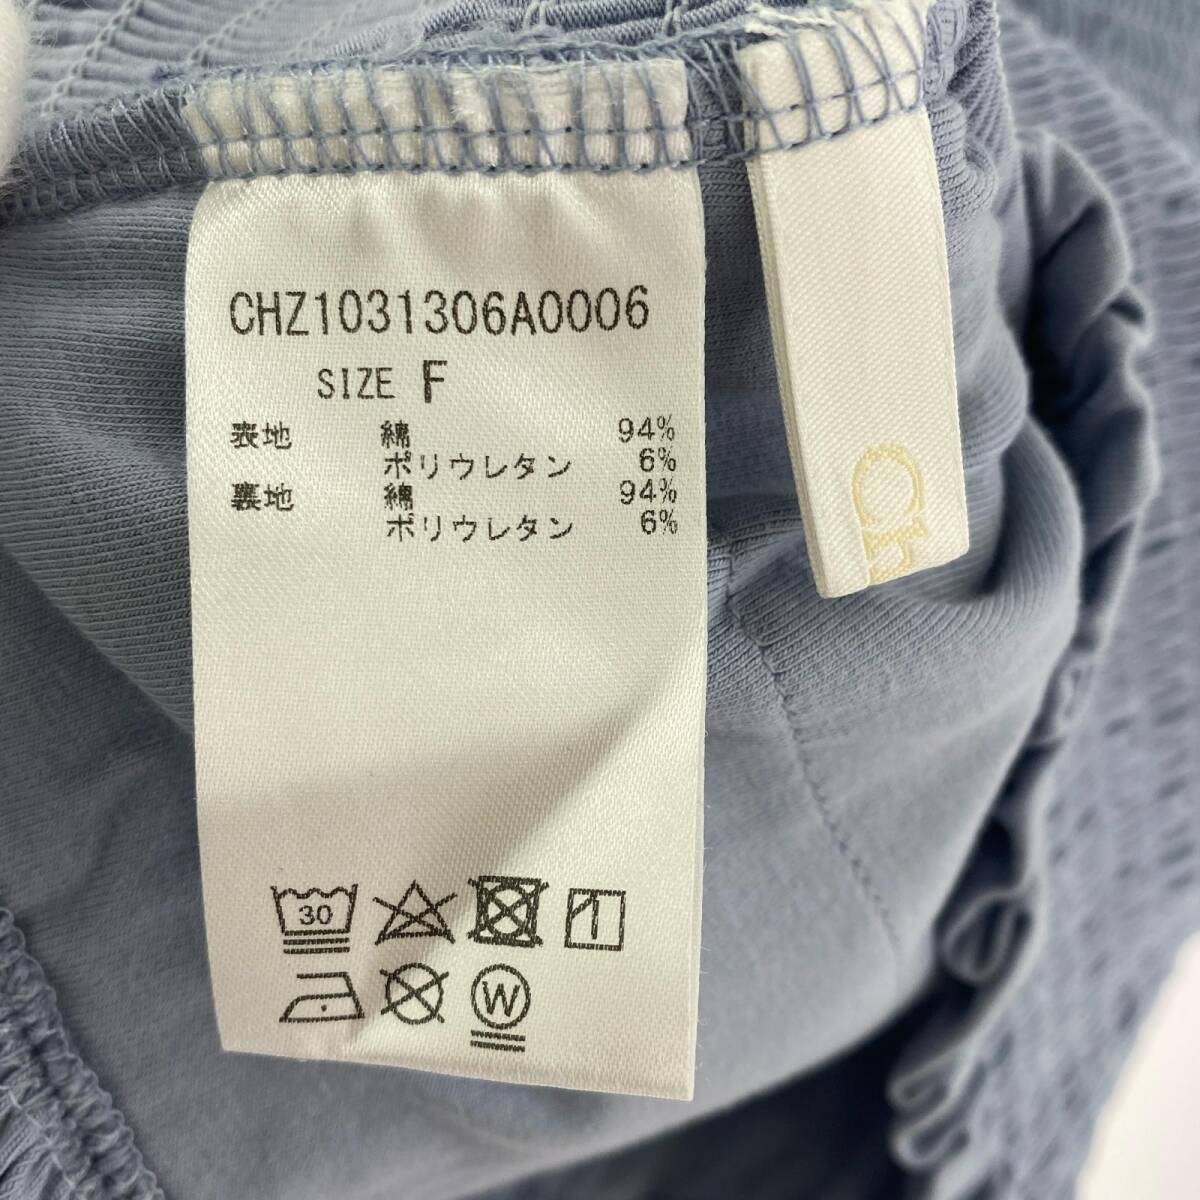 CHZ1031306A0006
SIZE F
表地 綿 94%
ポリウレタン 6%
裏地 綿 94%
ポリウレタン 6%
30
W
Ch